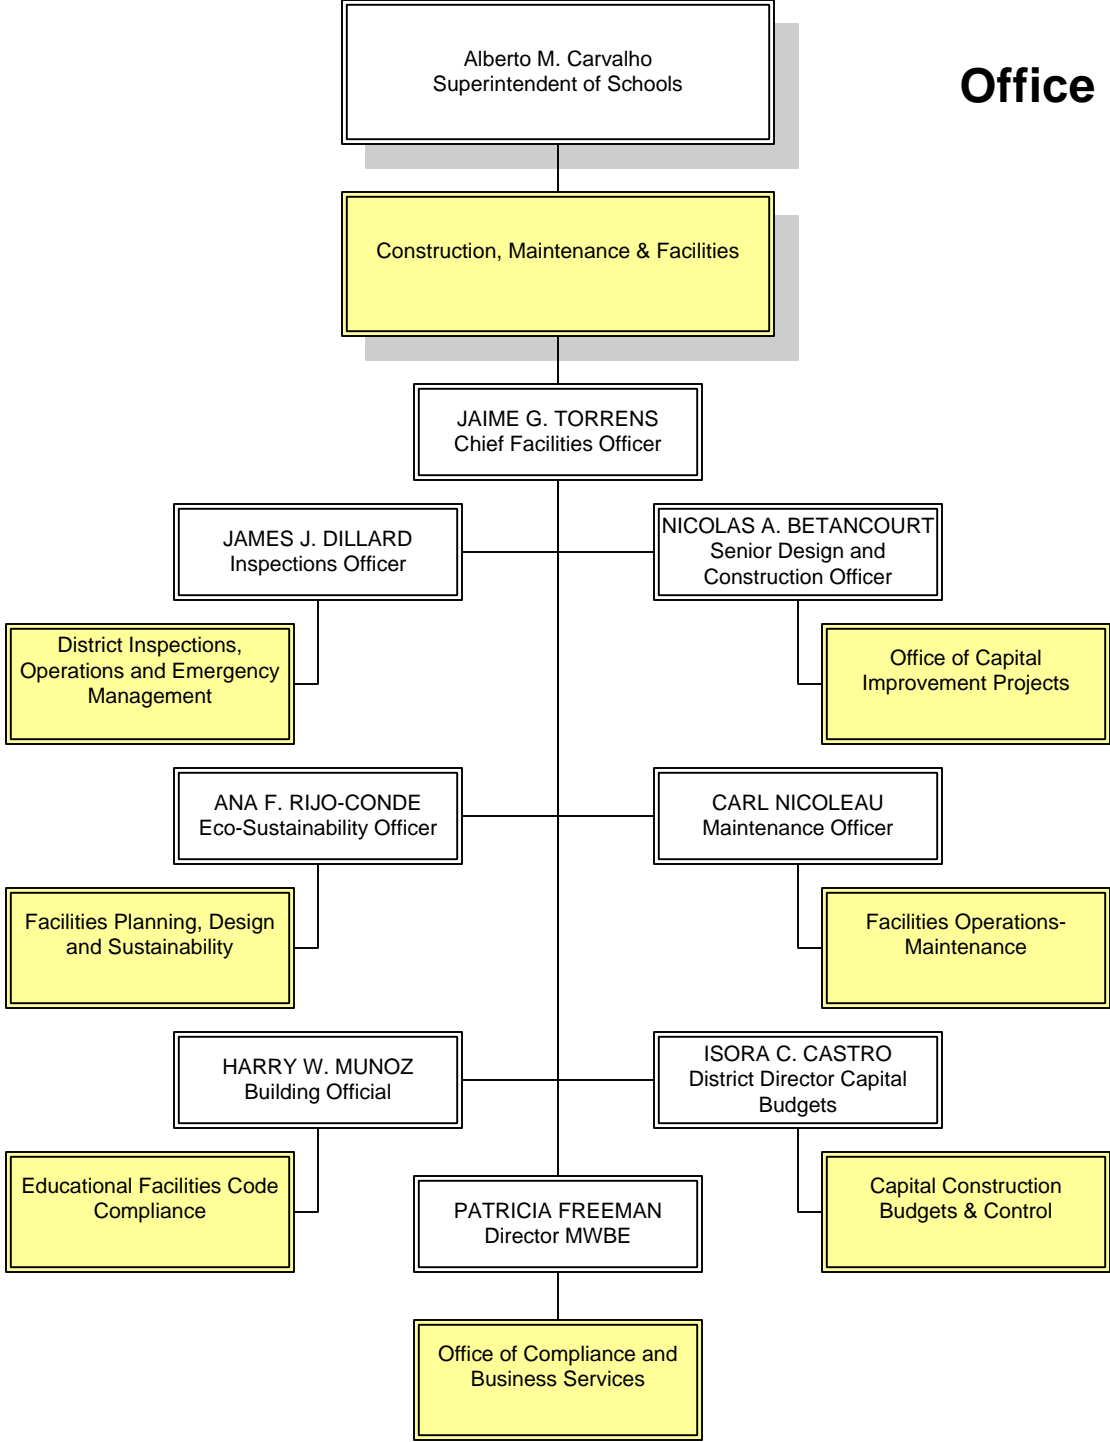 Alberto M. Carvalho
Superintendent of Schools
Office
Construction, Maintenance & Facilities
JAIME G. TORRENS
Chief Facilities Officer
JAMES J. DILLARD
Inspections Officer
NICOLAS A. BETANCOURT
Senior Design and
Construction Officer
District Inspections,
Operations and Emergency
Management
Office of Capital
Improvement Projects
ANA F. RIJO-CONDE
Eco-Sustainability Officer
CARL NICOLEAU
Maintenance Officer
Facilities Planning, Design
and Sustainability
Facilities Operations-
Maintenance
HARRY W. MUNOZ
Building Official
ISORA C. CASTRO
District Director Capital
Budgets
Educational Facilities Code
Compliance
PATRICIA FREEMAN
Director MWBE
Capital Construction
Budgets & Control
Office of Compliance and
Business Services